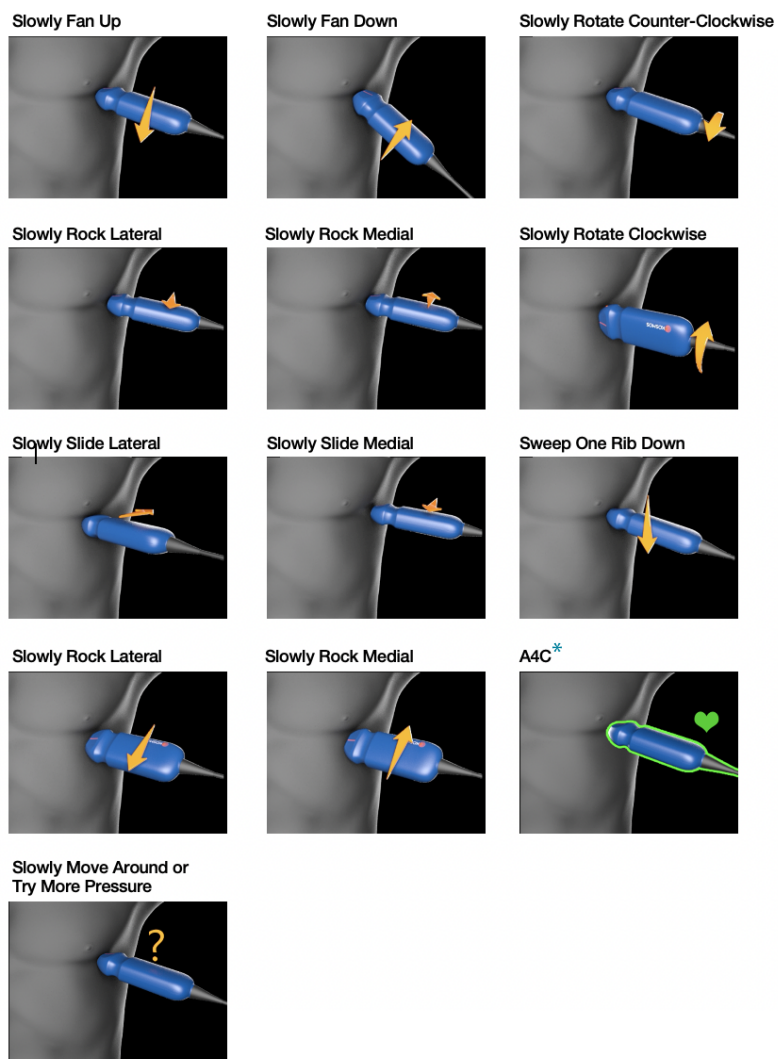 Slowly Fan Up
Slowly Fan Down
Slowly Rotate Counter-Clockwise
Slowly Rock Lateral
Slowly Rock Medial
Slowly Rotate Clockwise
Slowly Slide Lateral
Slowly Slide Medial
Sweep One Rib Down
Slowly Rock Lateral
Slowly Rock Medial
A4C*
Slowly Move Around or
Try More Pressure
?